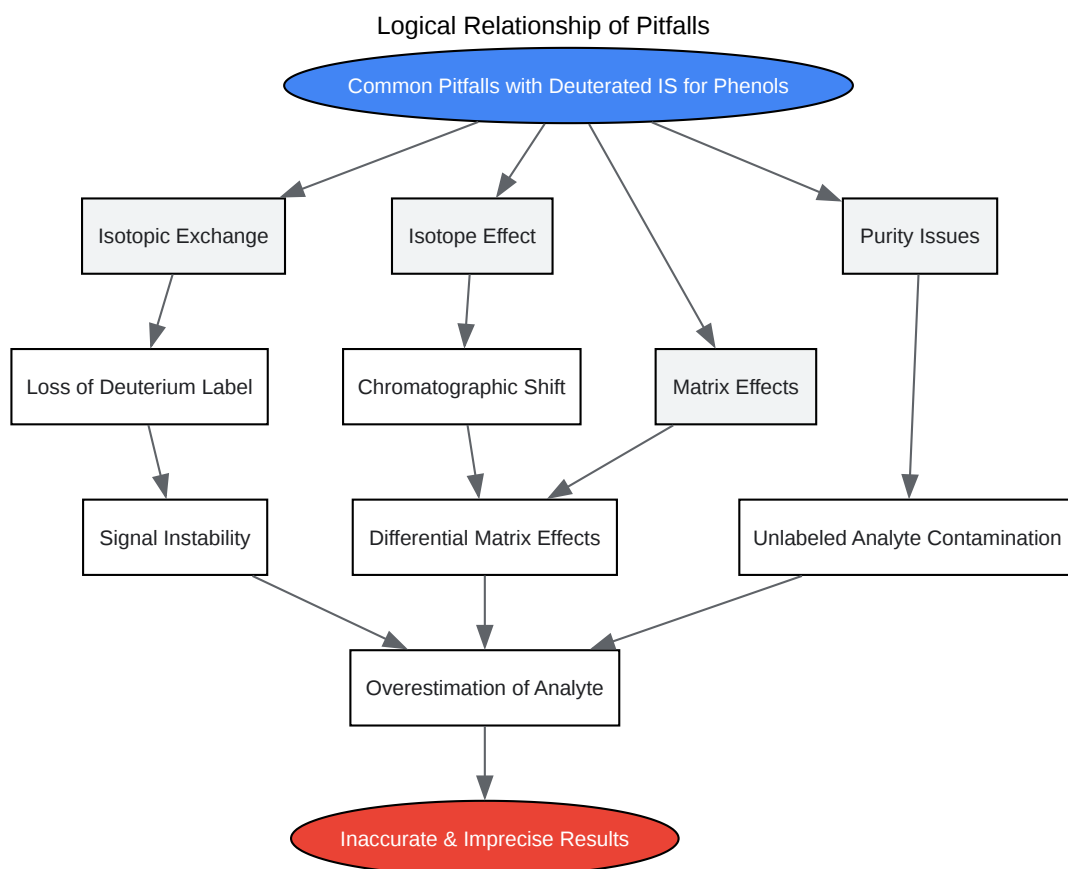 Logical Relationship of Pitfalls
Common Pitfalls with Deuterated IS for Phenols
Isotopic Exchange
Isotope Effect
Purity Issues
Loss of Deuterium Label
Chromatographic Shift
Matrix Effects
Signal Instability
Differential Matrix Effects
Unlabeled Analyte Contamination
Overestimation of Analyte
Inaccurate & Imprecise Results